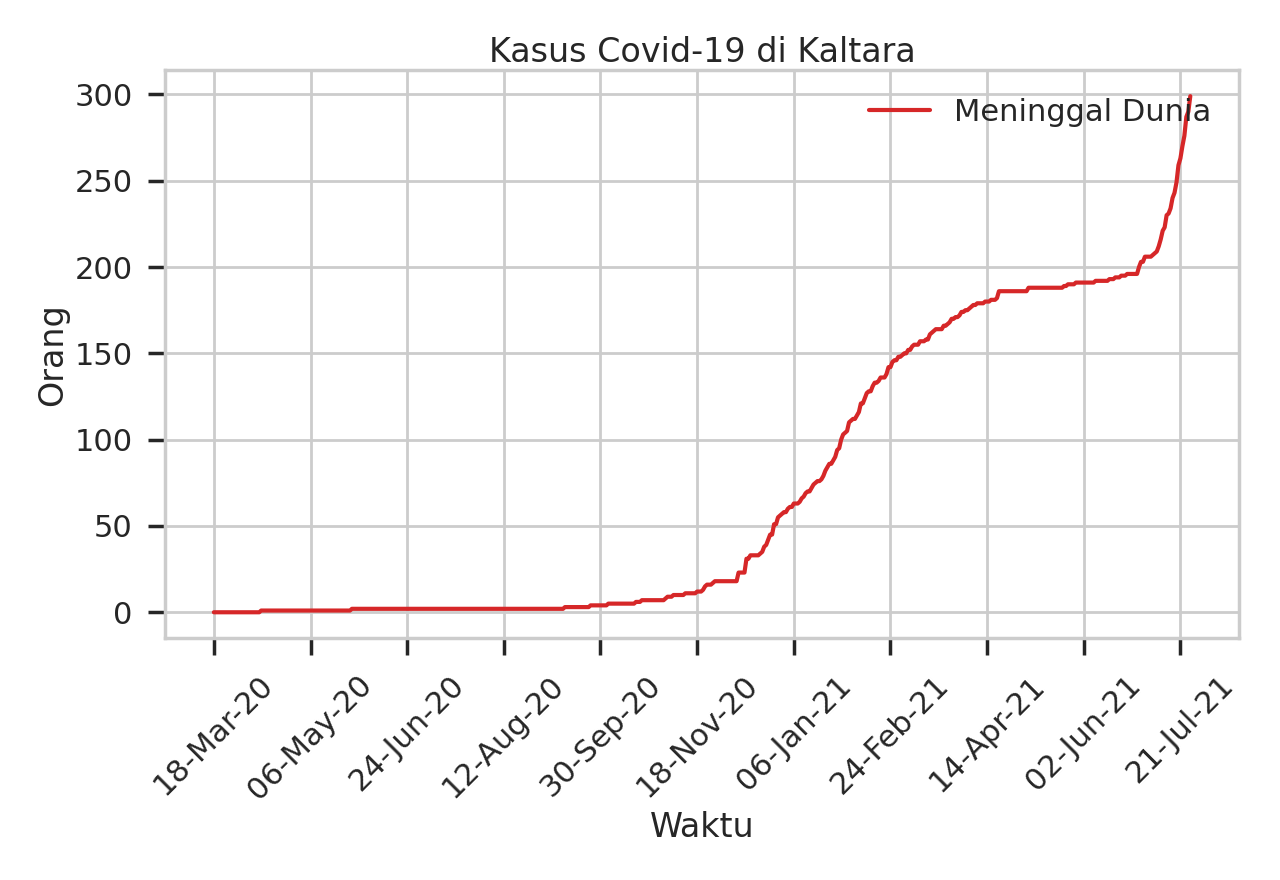 Kasus Covid-19 di Kaltara
Meninggal Dunia
300
250
200
150
100
50
0
Orang
18-Mar-20
06-May-20
24-Jun-20
12-Aug-20
30-Sep-20
18-Nov-20
06-Jan-21
24-Feb-21
14-Apr-21
02-Jun-21
21-Jul-21
Waktu